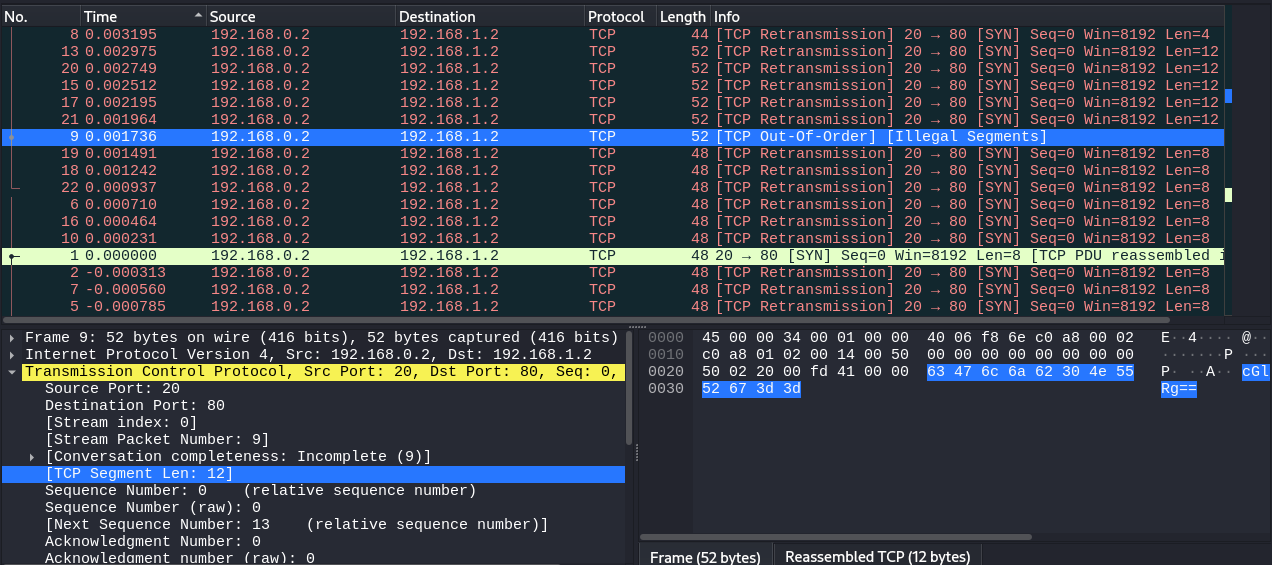 No. Time Source Destination Protocol Length Info
8 0.003195 192.168.0.2 192.168.1.2 TCP 44 [TCP Retransmission] 20 → 80 [SYN] Seq=0 Win=8192 Len=4
13 0.002975 192.168.0.2 192.168.1.2 TCP 52 [TCP Retransmission] 20 → 80 [SYN] Seq=0 Win=8192 Len=12
20 0.002749 192.168.0.2 192.168.1.2 TCP 52 [TCP Retransmission] 20 → 80 [SYN] Seq=0 Win=8192 Len=12
15 0.002512 192.168.0.2 192.168.1.2 TCP 52 [TCP Retransmission] 20 → 80 [SYN] Seq=0 Win=8192 Len=12
17 0.002195 192.168.0.2 192.168.1.2 TCP 52 [TCP Retransmission] 20 → 80 [SYN] Seq=0 Win=8192 Len=12
21 0.001964 192.168.0.2 192.168.1.2 TCP 52 [TCP Retransmission] 20 → 80 [SYN] Seq=0 Win=8192 Len=12
9 0.001736 192.168.0.2 192.168.1.2 TCP 52 [TCP Out-Of-Order] [Illegal Segments]
19 0.001491 192.168.0.2 192.168.1.2 TCP 48 [TCP Retransmission] 20 → 80 [SYN] Seq=0 Win=8192 Len=8
18 0.001242 192.168.0.2 192.168.1.2 TCP 48 [TCP Retransmission] 20 → 80 [SYN] Seq=0 Win=8192 Len=8
22 0.000937 192.168.0.2 192.168.1.2 TCP 48 [TCP Retransmission] 20 → 80 [SYN] Seq=0 Win=8192 Len=8
6 0.000710 192.168.0.2 192.168.1.2 TCP 48 [TCP Retransmission] 20 → 80 [SYN] Seq=0 Win=8192 Len=8
16 0.000464 192.168.0.2 192.168.1.2 TCP 48 [TCP Retransmission] 20 → 80 [SYN] Seq=0 Win=8192 Len=8
10 0.000231 192.168.0.2 192.168.1.2 TCP 48 [TCP Retransmission] 20 → 80 [SYN] Seq=0 Win=8192 Len=8
1 0.000000 192.168.0.2 192.168.1.2 TCP 48 20 → 80 [SYN] Seq=0 Win=8192 Len=8 [TCP PDU reassembled i
2 -0.000313 192.168.0.2 192.168.1.2 TCP 48 [TCP Retransmission] 20 → 80 [SYN] Seq=0 Win=8192 Len=8
7 -0.000560 192.168.0.2 192.168.1.2 TCP 48 [TCP Retransmission] 20 → 80 [SYN] Seq=0 Win=8192 Len=8
5 -0.000785 192.168.0.2 192.168.1.2 TCP 48 [TCP Retransmission] 20 → 80 [SYN] Seq=0 Win=8192 Len=8
Frame 9: 52 bytes on wire (416 bits), 52 bytes captured (416 bits)
Internet Protocol Version 4, Src: 192.168.0.2, Dst: 192.168.1.2
Transmission Control Protocol, Src Port: 20, Dst Port: 80, Seq: 0,
Source Port: 20
Destination Port: 80
[Stream index: 0]
[Stream Packet Number: 9]
[Conversation completeness: Incomplete (9)]
[TCP Segment Len: 12]
Sequence Number: 0    (relative sequence number)
Sequence Number (raw): 0
[Next Sequence Number: 13    (relative sequence number)]
Acknowledgment Number: 0
Acknowledgment number (raw): 0
0000 45 00 00 34 00 01 00 00 40 06 f8 6e c0 a8 00 02 E··4···· @··
0010 c0 a8 01 02 00 14 00 50 00 00 00 00 00 00 00 00 ·······P ···
0020 50 02 20 00 fd 41 00 00 63 47 6c 6a 62 30 4e 55 P· ··A·· cGl
0030 52 67 3d 3d Rg==
Frame (52 bytes) Reassembled TCP (12 bytes)